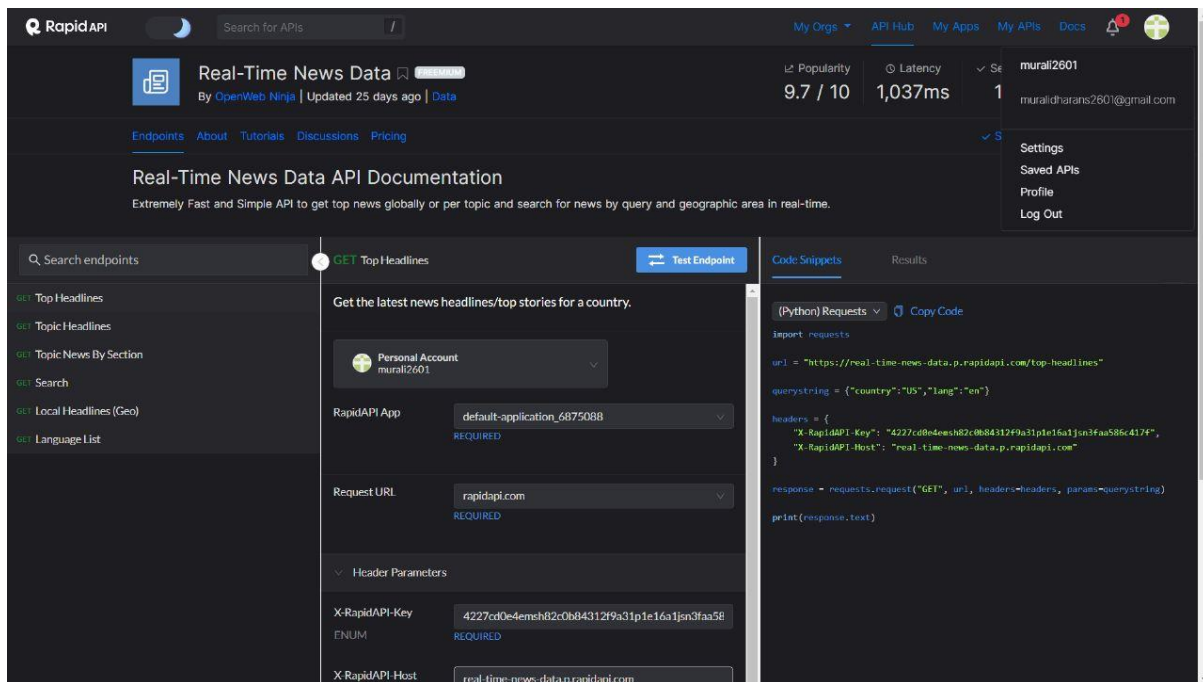 Rapid API
Search for APIs /
My Orgs API Hub My Apps My APIs Docs 1
Real-Time News Data FREEMIUM
By OpenWeb Ninja | Updated 25 days ago | Data
Popularity
9.7 / 10
Latency
1,037ms
Se
1
murali2601
muralidharans2601@gmail.com
Settings
Saved APIs
Profile
Log Out
Endpoints About Tutorials Discussions Pricing
S
Real-Time News Data API Documentation
Extremely Fast and Simple API to get top news globally or per topic and search for news by query and geographic area in real-time.
Search endpoints
GET Top Headlines
GET Topic Headlines
GET Topic News By Section
GET Search
GET Local Headlines (Geo)
GET Language List
GET Top Headlines
Test Endpoint
Get the latest news headlines/top stories for a country.
Personal Account
murali2601
RapidAPI App
default-application_6875088
REQUIRED
Request URL
rapidapi.com
REQUIRED
Header Parameters
X-RapidAPI-Key
ENUM
4227cd0e4emsh82c0b84312f9a31p1e16a1jsn3faa58
REQUIRED
X-RapidAPI-Host
real-time-news-data.p.rapidapi.com
Code Snippets Results
(Python) Requests Copy Code
import requests
url = "https://real-time-news-data.p.rapidapi.com/top-headlines"
querystring = {"country":"US","lang":"en"}
headers = {
"X-RapidAPI-Key": "4227cd0e4emsh82c0b84312f9a31p1e16a1jsn3faa586c417f",
"X-RapidAPI-Host": "real-time-news-data.p.rapidapi.com"
}
response = requests.request("GET", url, headers=headers, params=querystring)
print(response.text)